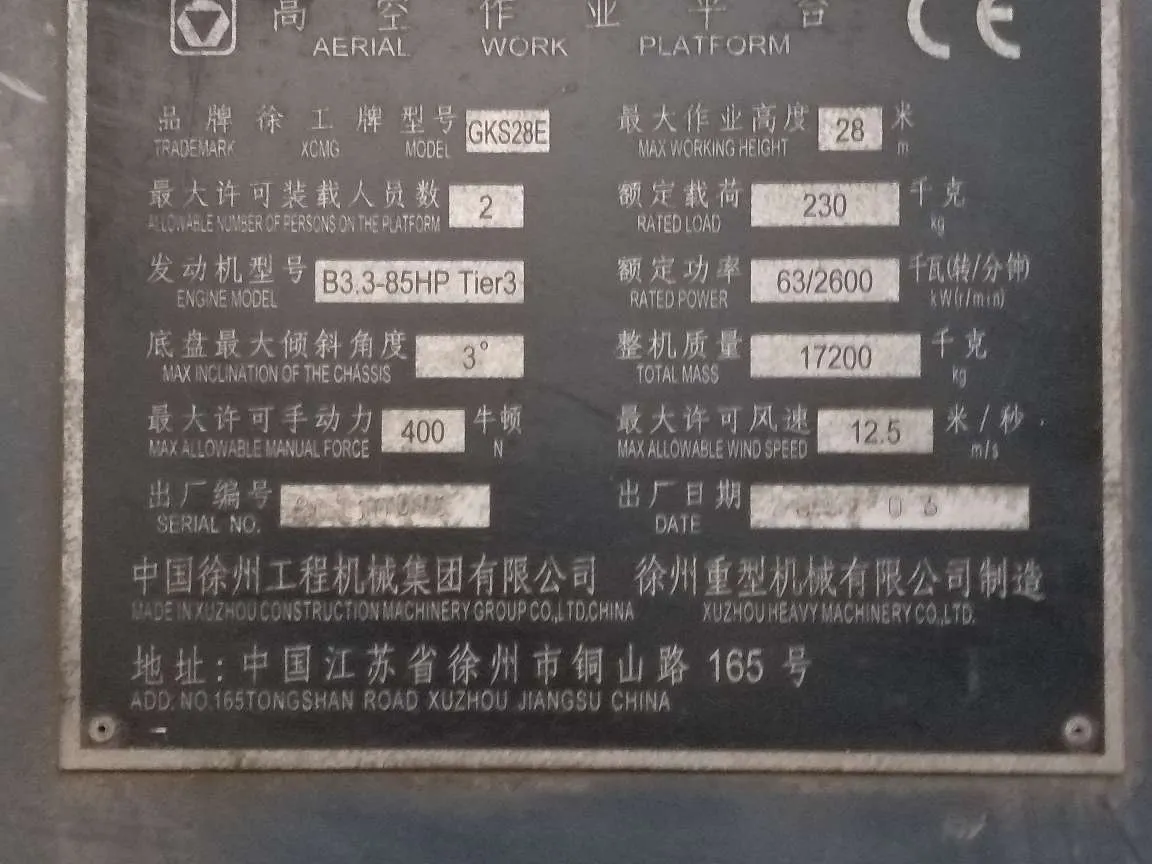 高空作业平台 CE
AERIAL WORK PLATFORM
品牌 徐工牌 型号 GKS28E
TRADEMARK XCMG MODEL
最大作业高度 28 米
MAX WORKING HEIGHT m
最大许可装载人员数 2
ALLOWABLE NUMBER OF PERSONS ON THE PLATFORM
额定载荷 230 千克
RATED LOAD kg
发动机型号 B3.3-85HP Tier3
ENGINE MODEL
额定功率 63/2600 千瓦(转/分钟)
RATED POWER kW(r/min)
底盘最大倾斜角度 3°
MAX INCLINATION OF THE CHASSIS
整机质量 17200 千克
TOTAL MASS kg
最大许可手动力 400 牛顿
MAX ALLOWABLE MANUAL FORCE N
最大许可风速 12.5 米/秒
MAX ALLOWABLE WIND SPEED m/s
出厂编号
SERIAL NO.
出厂日期
DATE
中国徐州工程机械集团有限公司 徐州重型机械有限公司制造
MADE IN XUZHOU CONSTRUCTION MACHINERY GROUP CO.,LTD.CHINA XUZHOU HEAVY MACHINERY CO.,LTD.
地址:中国江苏省徐州市铜山路 165 号
ADD: NO.165TONGSHAN ROAD XUZHOU JIANGSU CHINA